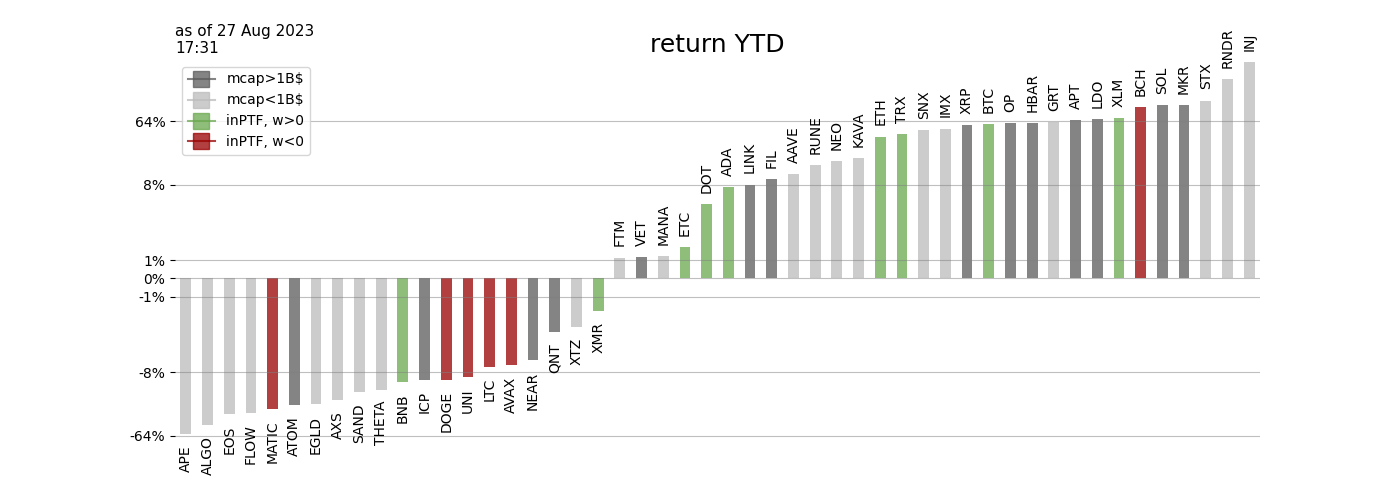 as of 27 Aug 2023
17:31
return YTD
mcap>1B$
mcap<1B$
inPTF, w>0
inPTF, w<0
64%
8%
1%
0%
-1%
-8%
-64%
APE
ALGO
EOS
FLOW
MATIC
ATOM
EGLD
AXS
SAND
THETA
BNB
ICP
DOGE
UNI
LTC
AVAX
NEAR
QNT
XTZ
XMR
FTM
VET
MANA
ETC
DOT
ADA
LINK
FIL
AAVE
RUNE
NEO
KAVA
ETH
TRX
SNX
IMX
XRP
BTC
OP
HBAR
GRT
APT
LDO
XLM
BCH
SOL
MKR
STX
RNDR
INJ